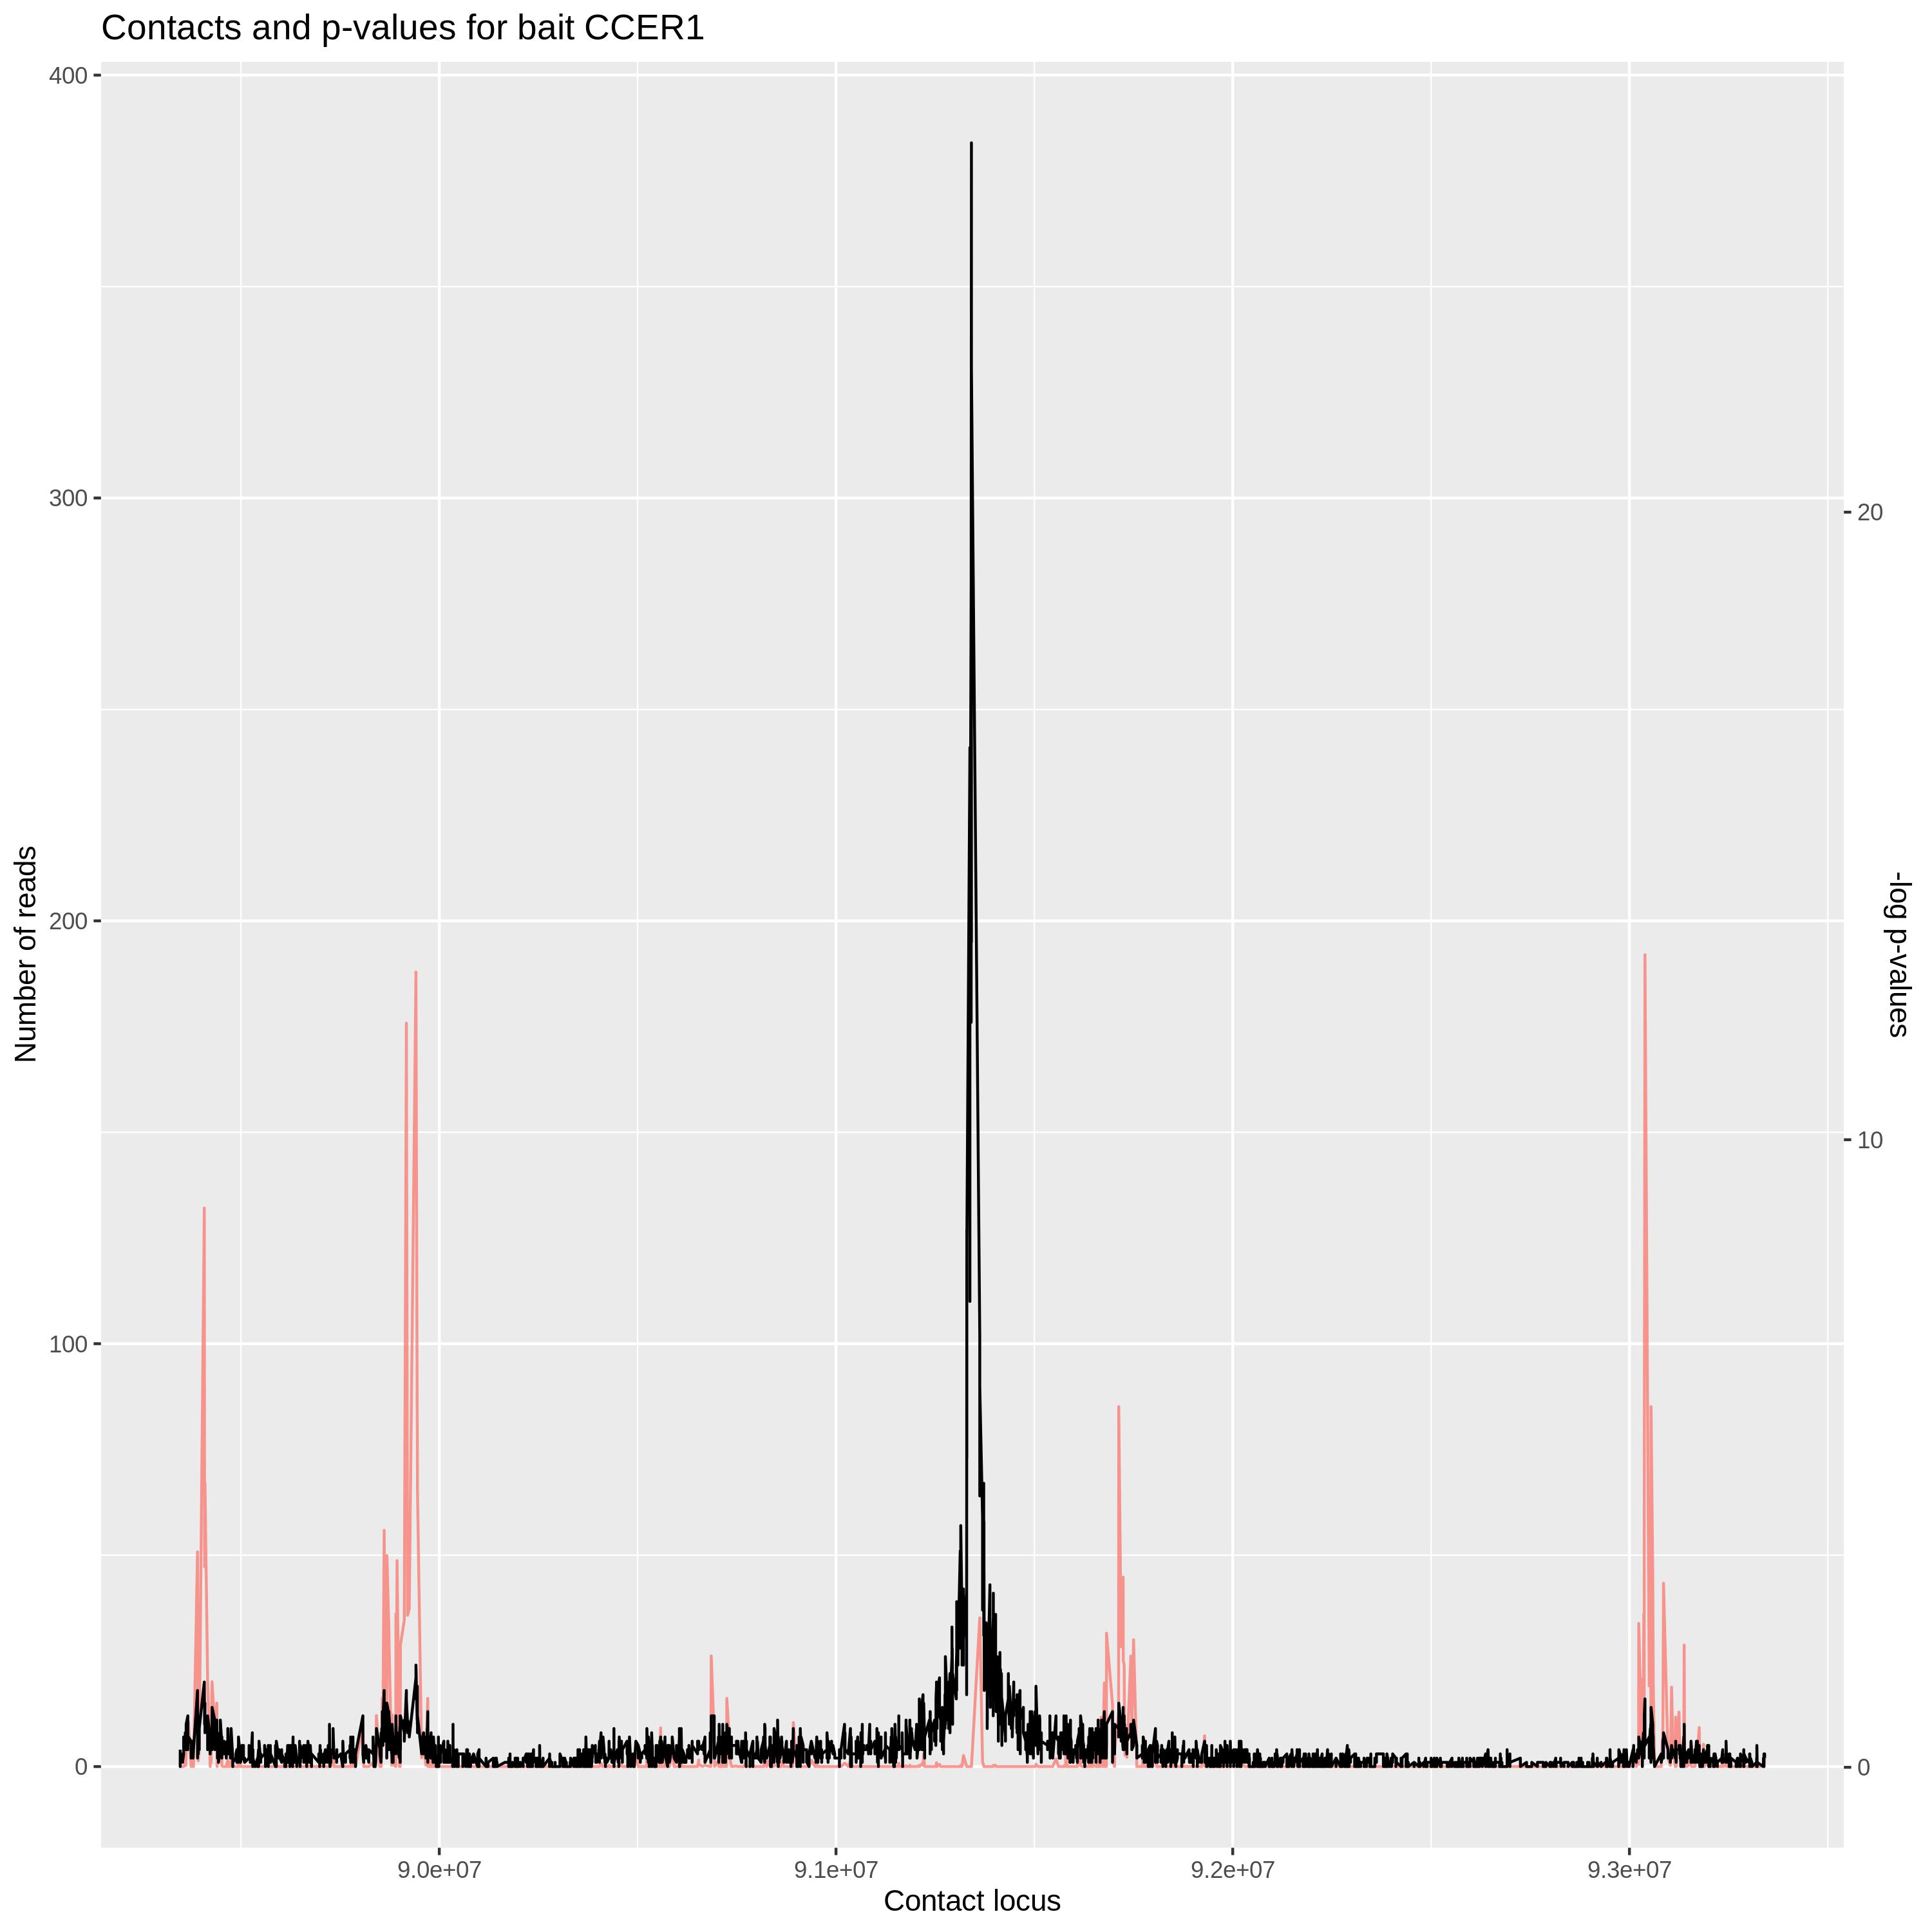 Contacts and p-values for bait CCER1
400
300
200
100
0
20
10
0
Number of reads
-log p-values
9.0e+07
9.1e+07
9.2e+07
9.3e+07
Contact locus